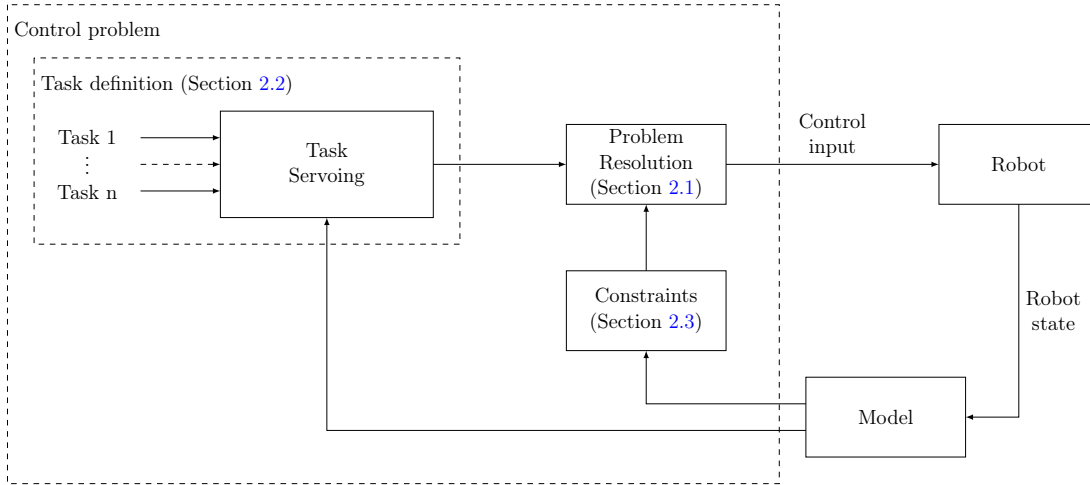 Control problem
Task definition (Section 2.2)
Task 1
⋮
Task n
Task
Servoing
Problem
Resolution
(Section 2.1)
Control
input
Robot
Constraints
(Section 2.3)
Robot
state
Model